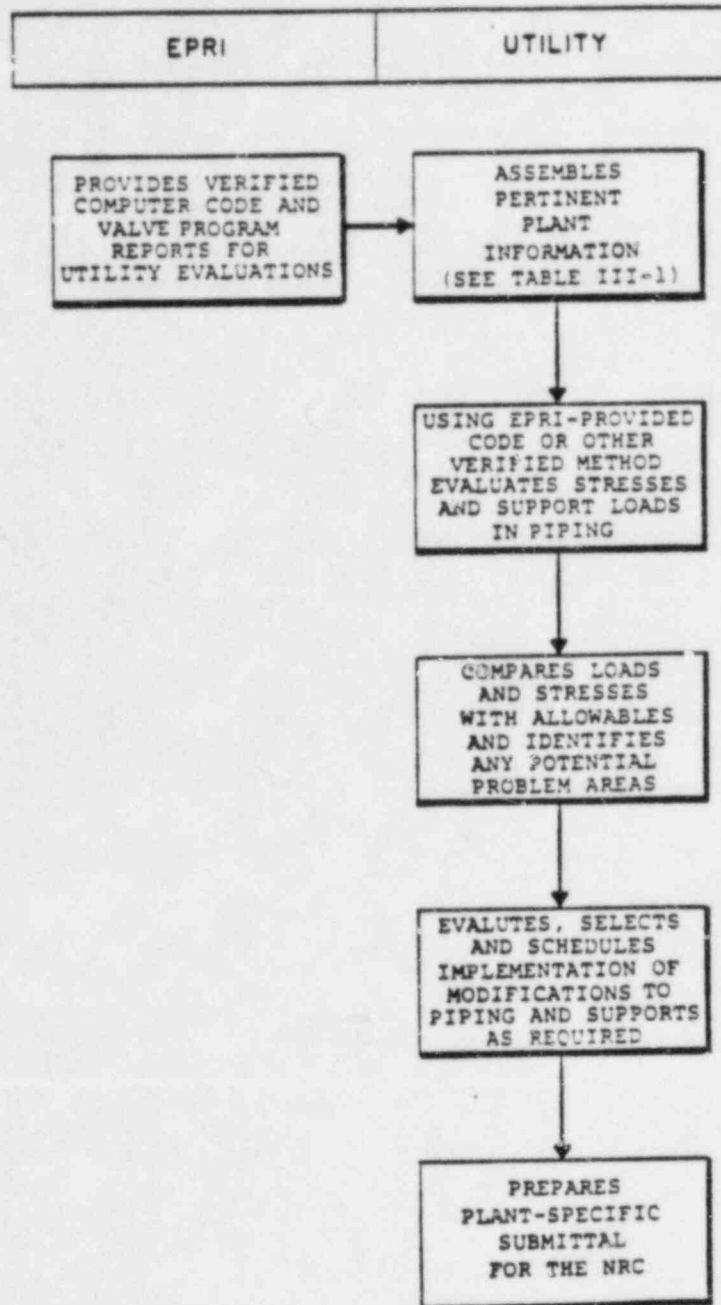 EPRI
UTILITY
PROVIDES VERIFIED
COMPUTER CODE AND
VALVE PROGRAM
REPORTS FOR
UTILITY EVALUATIONS
ASSEMBLES
PERTINENT
PLANT
INFORMATION
(SEE TABLE III-1)
USING EPRI-PROVIDED
CODE OR OTHER
VERIFIED METHOD
EVALUATES STRESSES
AND SUPPORT LOADS
IN PIPING
COMPARES LOADS
AND STRESSES
WITH ALLOWABLES
AND IDENTIFIES
ANY POTENTIAL
PROBLEM AREAS
EVALUTES, SELECTS
AND SCHEDULES
IMPLEMENTATION OF
MODIFICATIONS TO
PIPING AND SUPPORTS
AS REQUIRED
PREPARES
PLANT-SPECIFIC
SUBMITTAL
FOR THE NRC